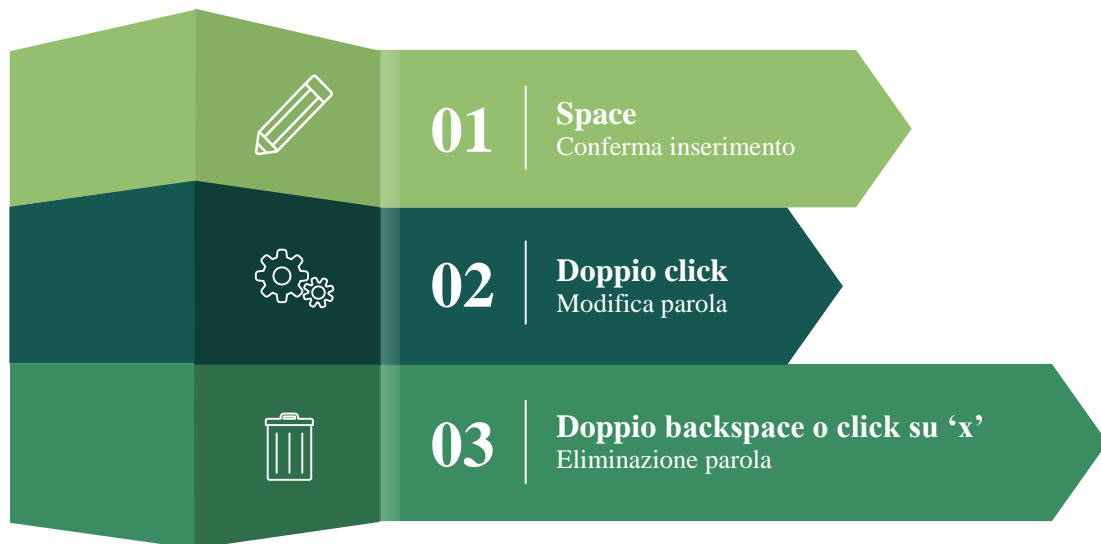 01
Space
Conferma inserimento
02
Doppio click
Modifica parola
03
Doppio backspace o click su ‘x’
Eliminazione parola